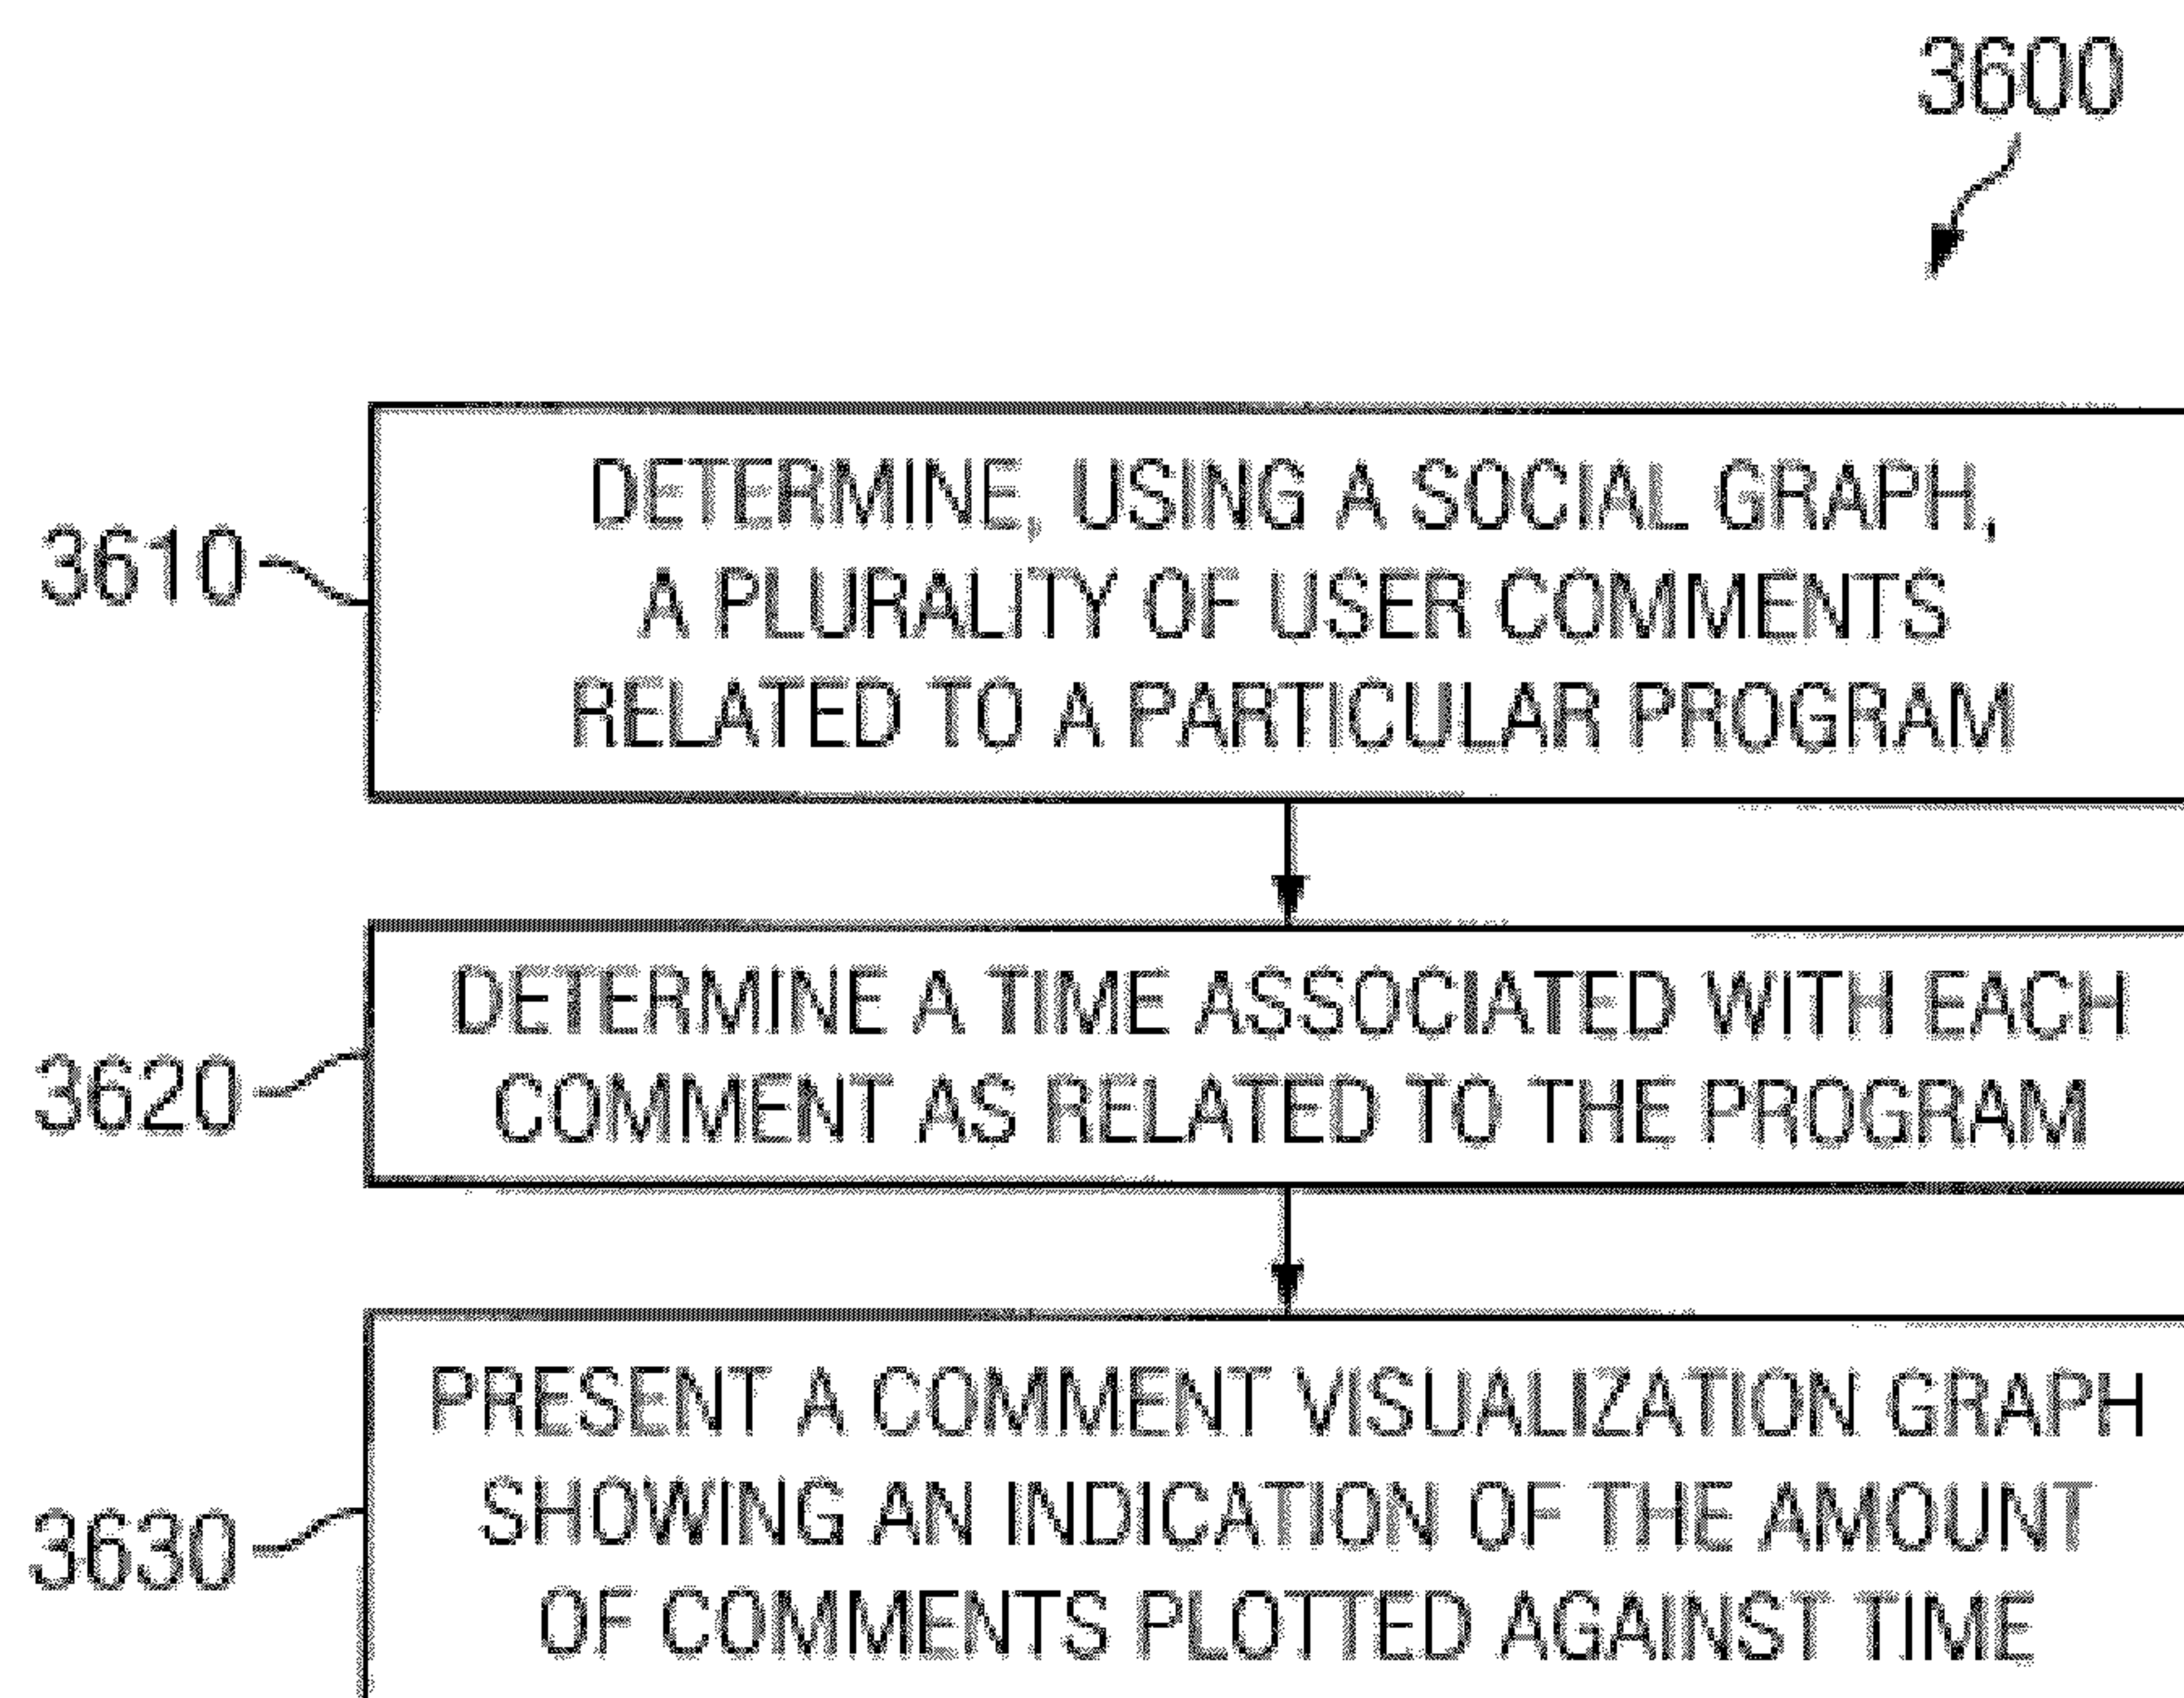 3600
3610
DETERMINE, USING A SOCIAL GRAPH,
A PLURALITY OF USER COMMENTS
RELATED TO A PARTICULAR PROGRAM
3620
DETERMINE A TIME ASSOCIATED WITH EACH
COMMENT AS RELATED TO THE PROGRAM
3630
PRESENT A COMMENT VISUALIZATION GRAPH
SHOWING AN INDICATION OF THE AMOUNT
OF COMMENTS PLOTTED AGAINST TIME